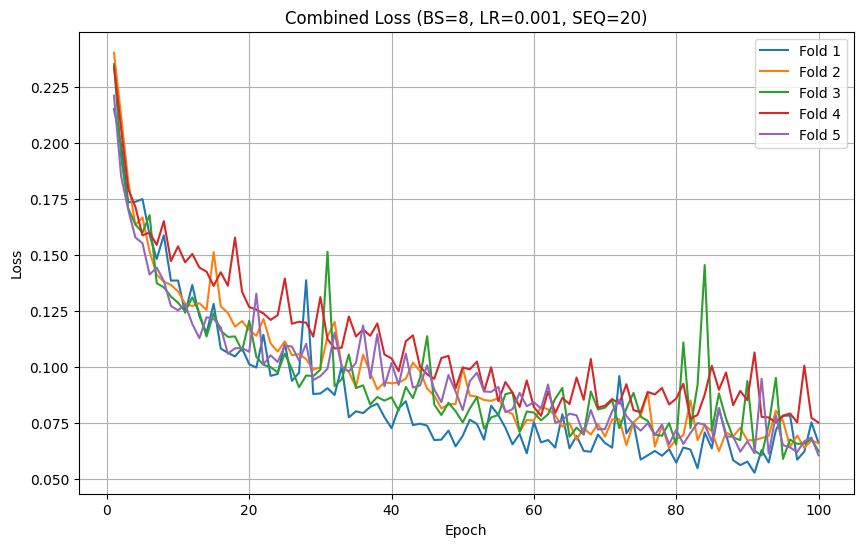 Combined Loss (BS=8, LR=0.001, SEQ=20)
Fold 1
Fold 2
Fold 3
Fold 4
Fold 5
Loss
0.225
0.200
0.175
0.150
0.125
0.100
0.075
0.050
0 20 40 60 80 100
Epoch